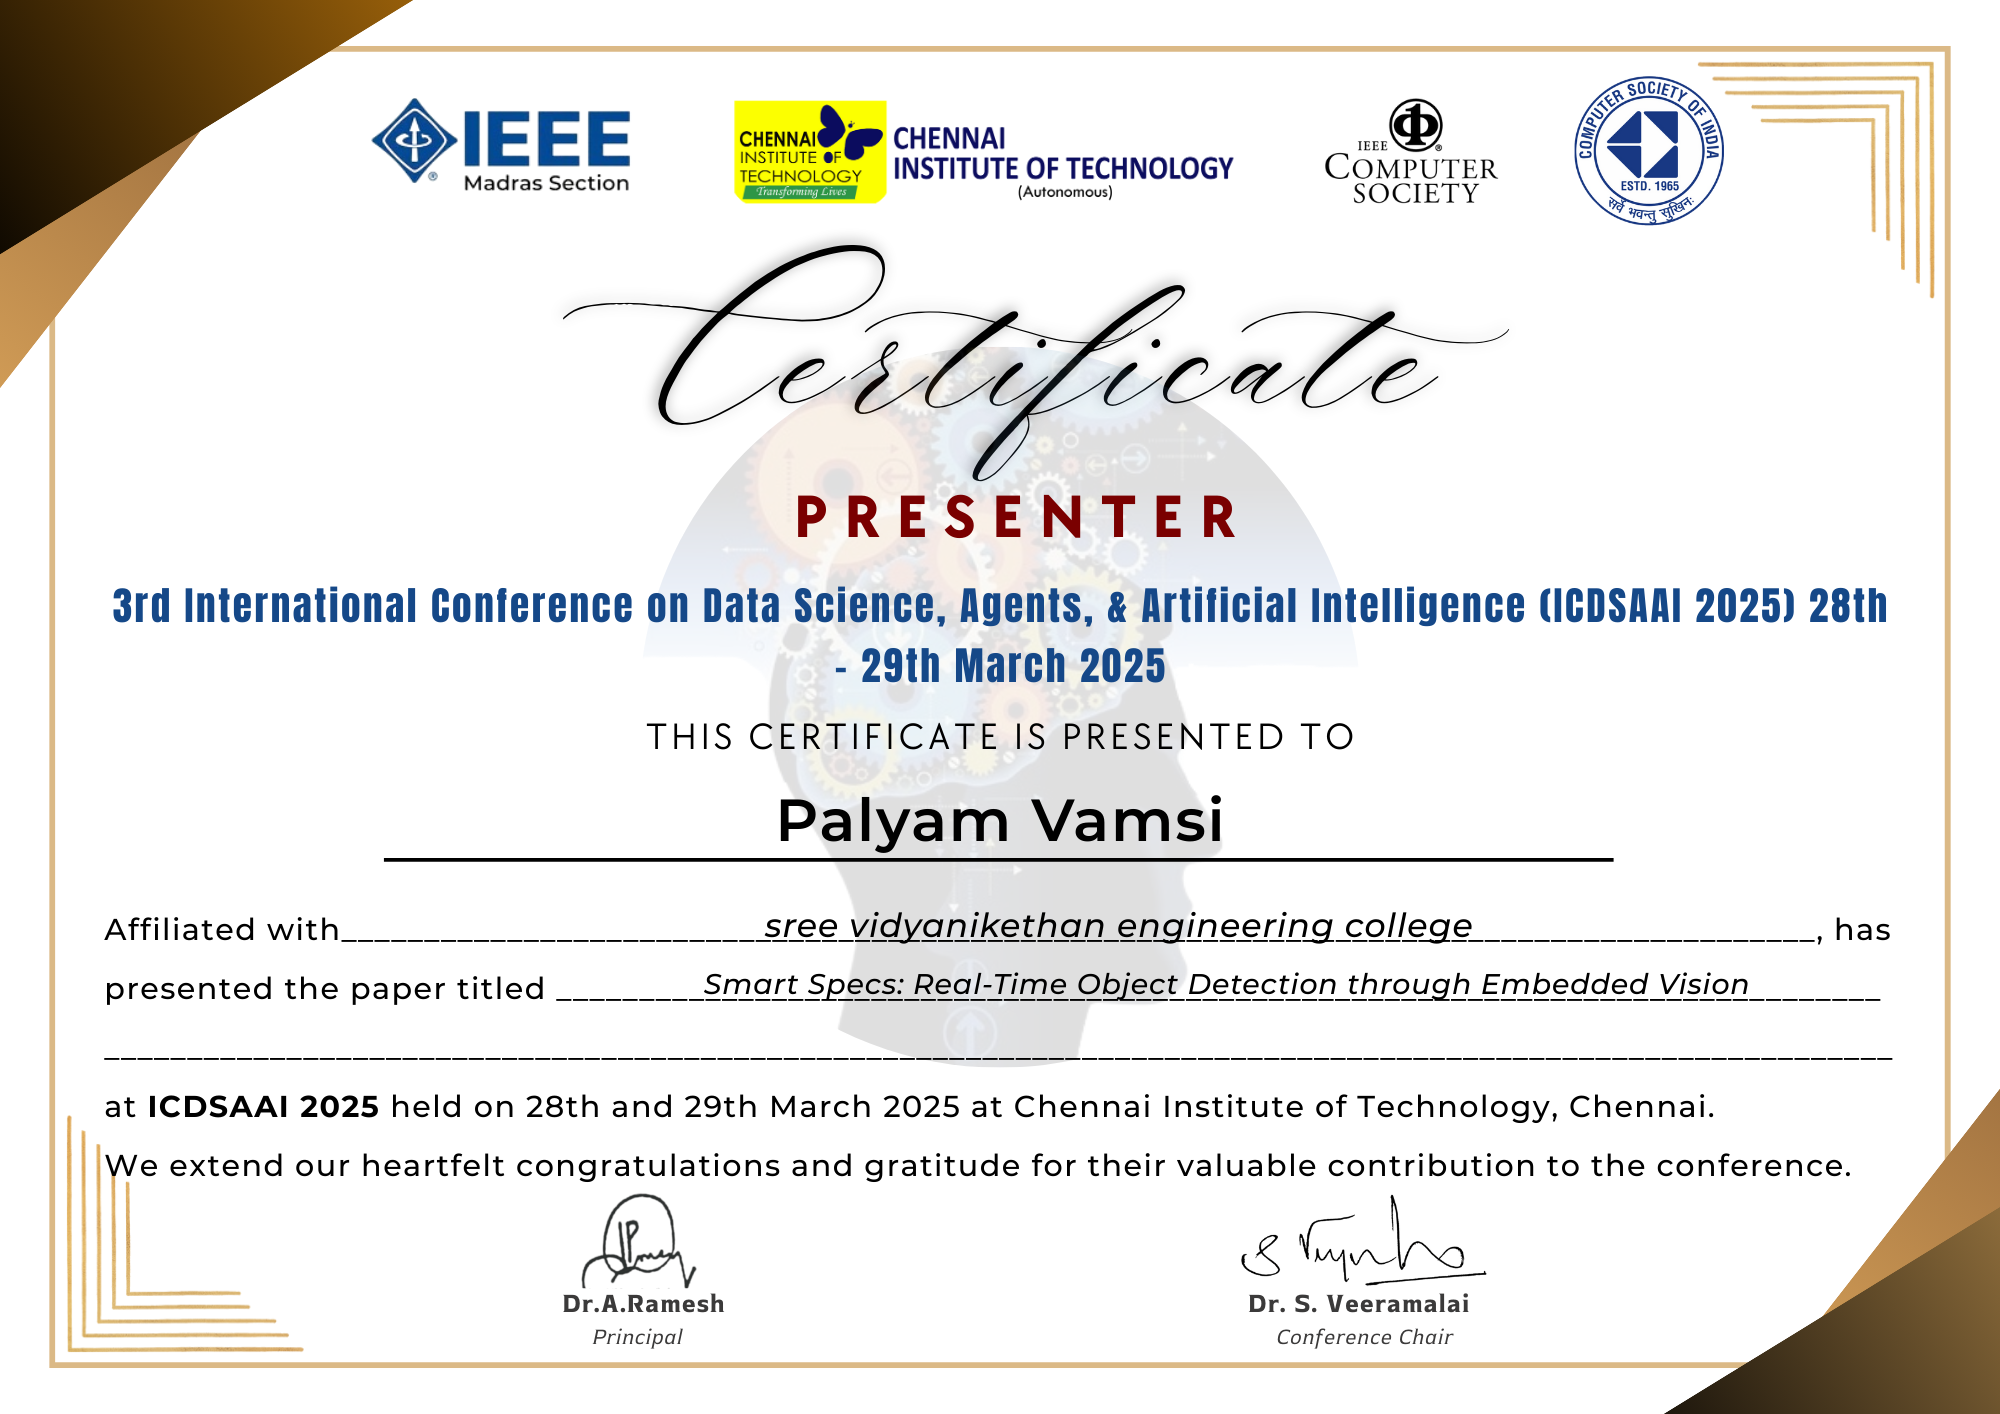 IEEE
Madras Section
CHENNAI
INSTITUTE OF
TECHNOLOGY
Transforming Lives
CHENNAI
INSTITUTE OF TECHNOLOGY
(Autonomous)
IEEE
COMPUTER
SOCIETY
COMPUTER SOCIETY OF INDIA
ESTD. 1965
सर्वे भवन्तु सुखिनः
Certificate
PRESENTER
3rd International Conference on Data Science, Agents, & Artificial Intelligence (ICDSAAI 2025) 28th
- 29th March 2025
THIS CERTIFICATE IS PRESENTED TO
Palyam Vamsi
Affiliated with sree vidyanikethan engineering college, has
presented the paper titled Smart Specs: Real-Time Object Detection through Embedded Vision
at ICDSAAI 2025 held on 28th and 29th March 2025 at Chennai Institute of Technology, Chennai.
We extend our heartfelt congratulations and gratitude for their valuable contribution to the conference.
Dr.A.Ramesh
Principal
Dr. S. Veeramalai
Conference Chair